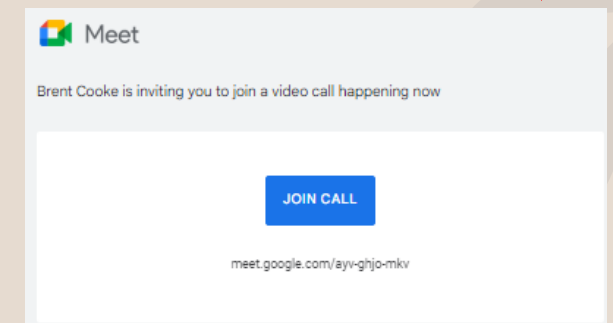 Meet
Brent Cooke is inviting you to join a video call happening now
JOIN CALL
meet.google.com/ayv-ghjo-mkv